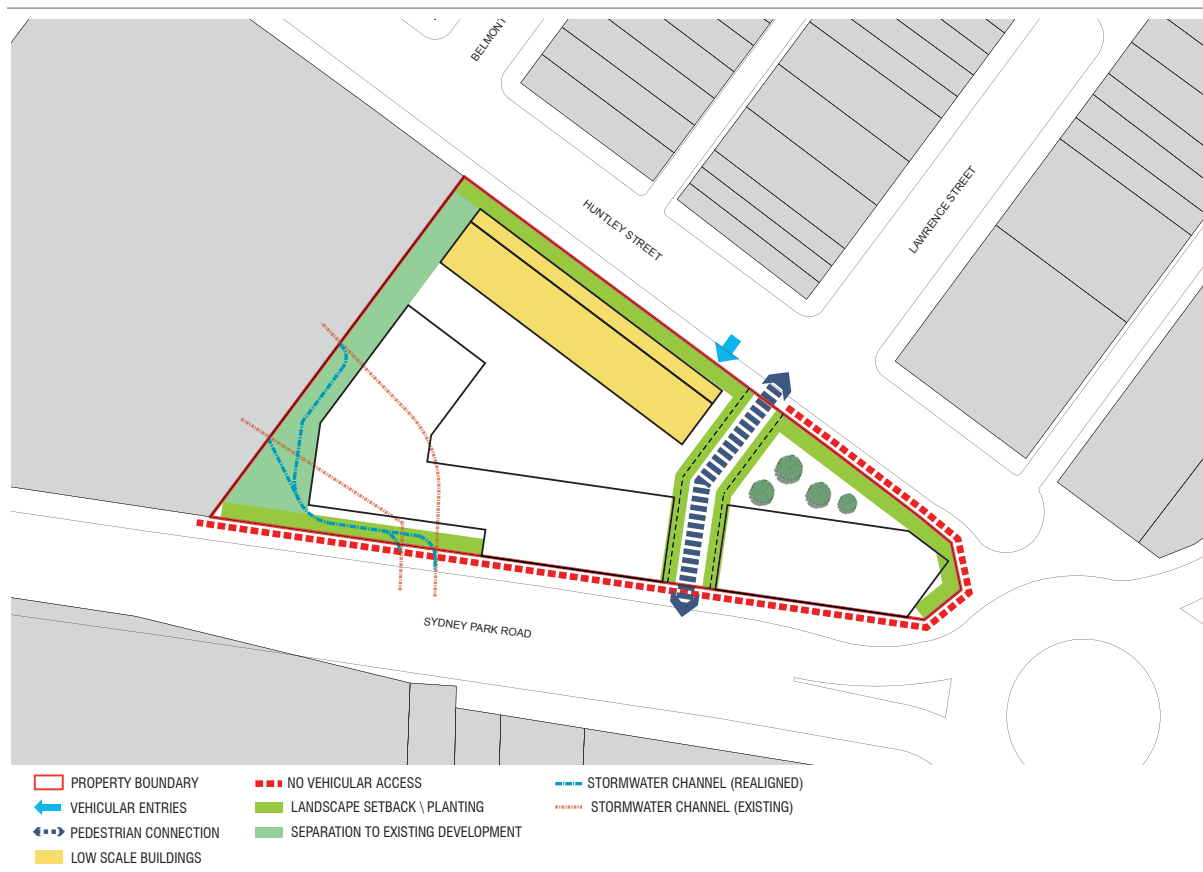 BELMONT
HUNTLEY STREET
LAWRENCE STREET
SYDNEY PARK ROAD
PROPERTY BOUNDARY
VEHICULAR ENTRIES
PEDESTRIAN CONNECTION
LOW SCALE BUILDINGS
NO VEHICULAR ACCESS
LANDSCAPE SETBACK \ PLANTING
SEPARATION TO EXISTING DEVELOPMENT
STORMWATER CHANNEL (REALIGNED)
STORMWATER CHANNEL (EXISTING)